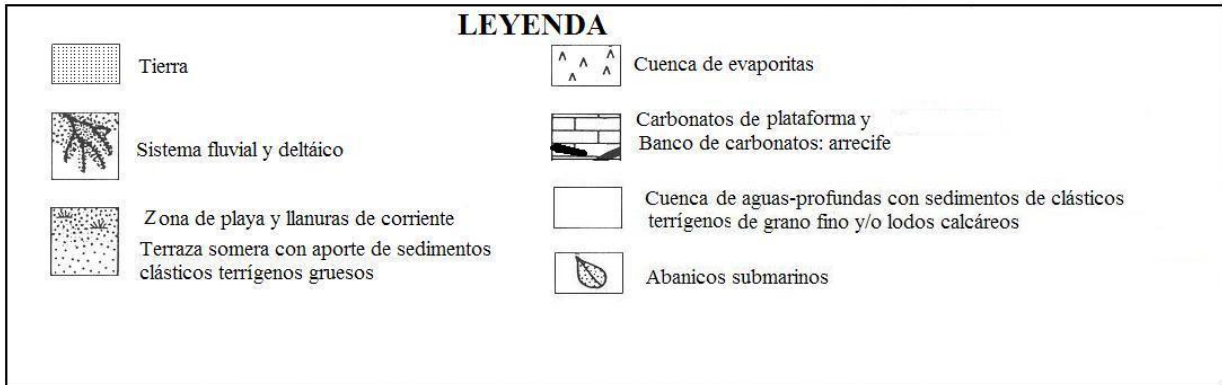 LEYENDA
Tierra
Sistema fluvial y deltáico
Zona de playa y llanuras de corriente
Terraza somera con aporte de sedimentos
clásticos terrígenos gruesos
Cuenca de evaporitas
Carbonatos de plataforma y
Banco de carbonatos: arrecife
Cuenca de aguas-profundas con sedimentos de clásticos
terrígenos de grano fino y/o lodos calcáreos
Abanicos submarinos